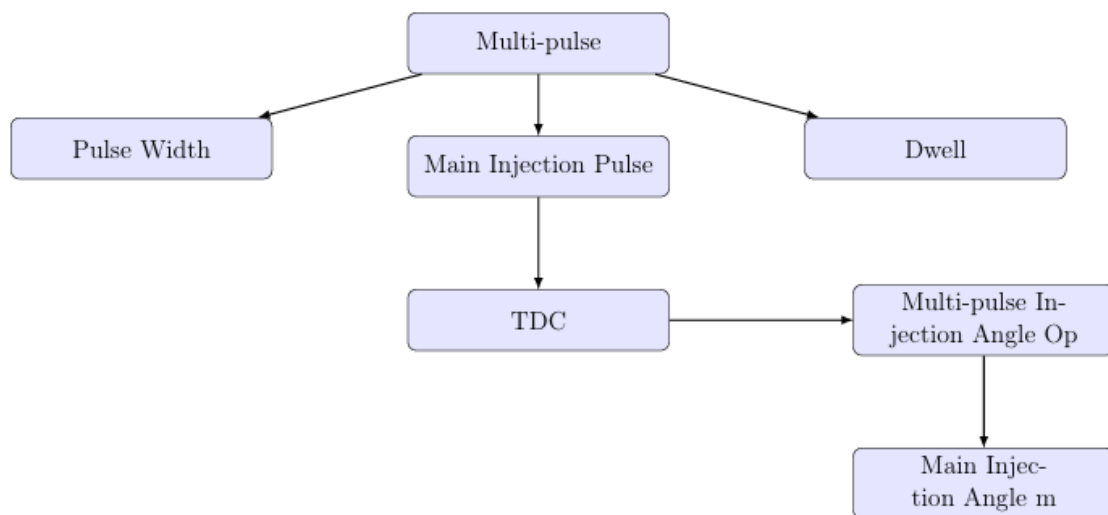 Multi-pulse
Pulse Width
Main Injection Pulse
Dwell
TDC
Multi-pulse In-
jection Angle Op
Main Injec-
tion Angle m